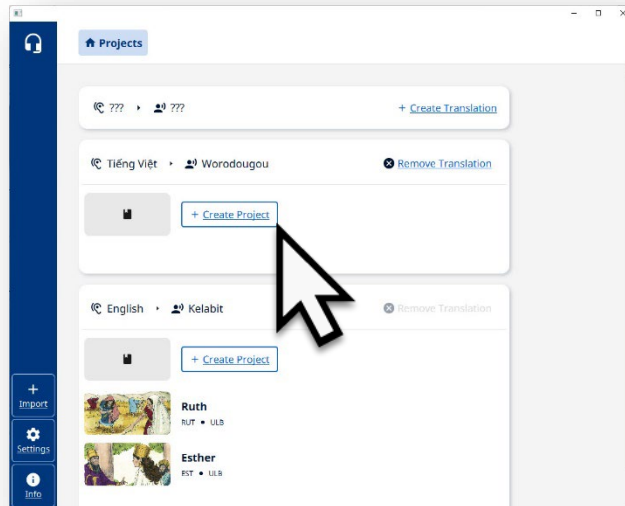 Projects
??? ??? + Create Translation
Tiếng Việt Worodougou Remove Translation
+ Create Project
English Kelabit Remove Translation
+ Create Project
Ruth
RUT • ULB
Esther
EST • ULB
+
Import
Settings
Info